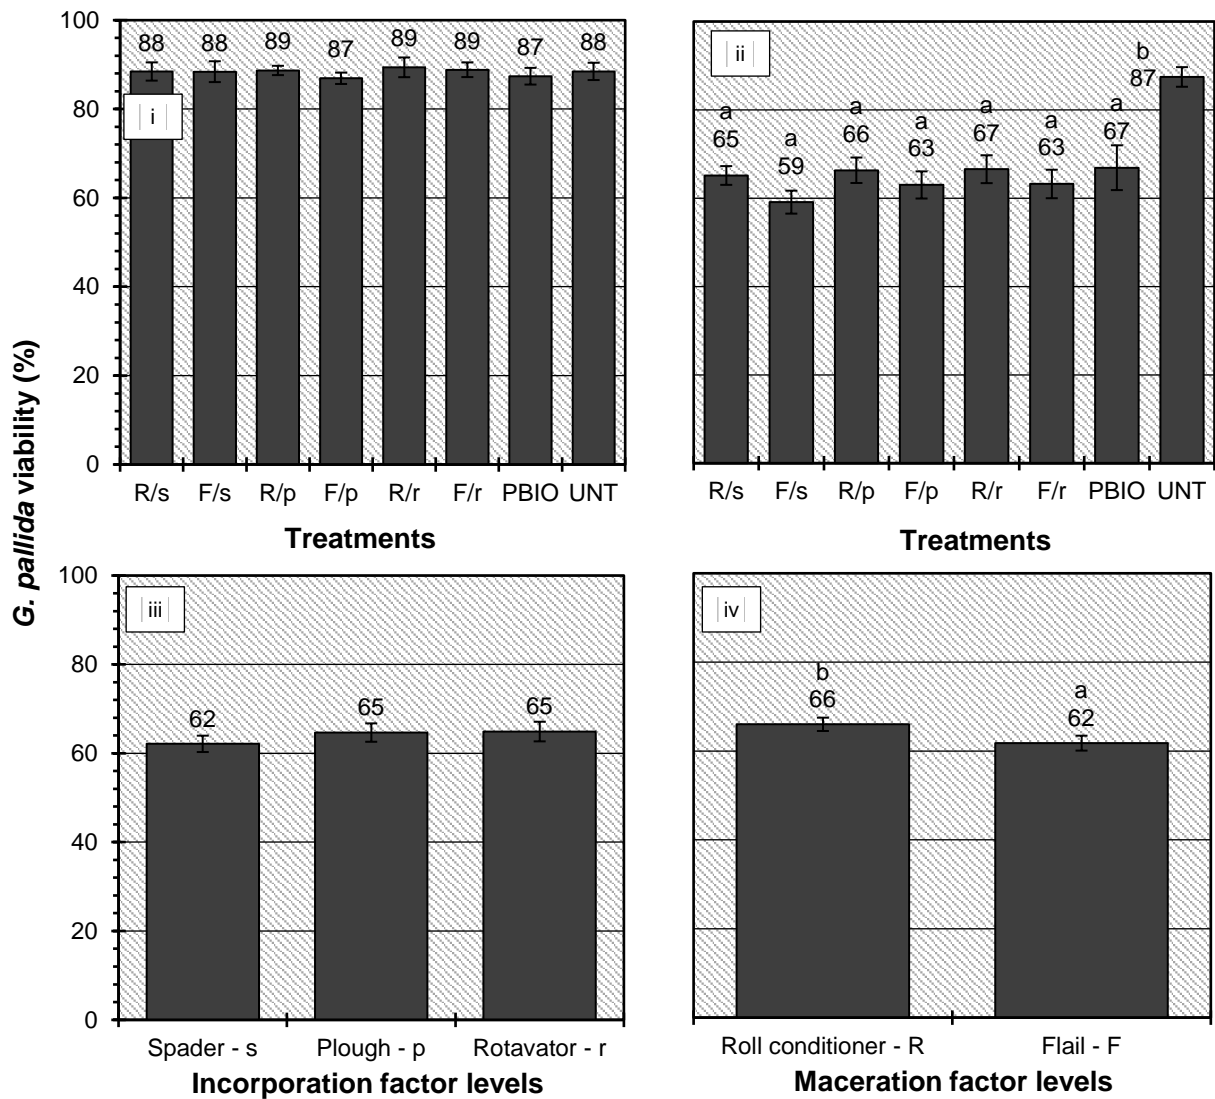 G. pallida viability (%)
100
80
60
40
20
0
i
88 88 89 87 89 89 87 88
R/s F/s R/p F/p R/r F/r PBIO UNT
Treatments
ii
a a a a a a a b
65 59 66 63 67 63 67 87
R/s F/s R/p F/p R/r F/r PBIO UNT
Treatments
100
80
60
40
20
0
iii
62 65 65
Spader - s Plough - p Rotavator - r
Incorporation factor levels
iv
b a
66 62
Roll conditioner - R Flail - F
Maceration factor levels